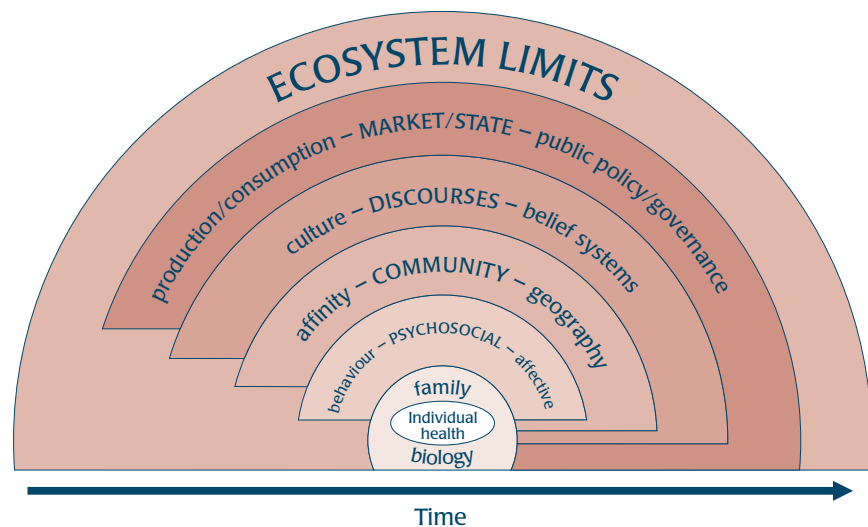 ECOSYSTEM LIMITS
production/consumption – MARKET/STATE – public policy/governance
culture – DISCOURSES – belief systems
affinity – COMMUNITY – geography
behaviour – PSYCHOSOCIAL – affective
family
Individual
health
biology
Time